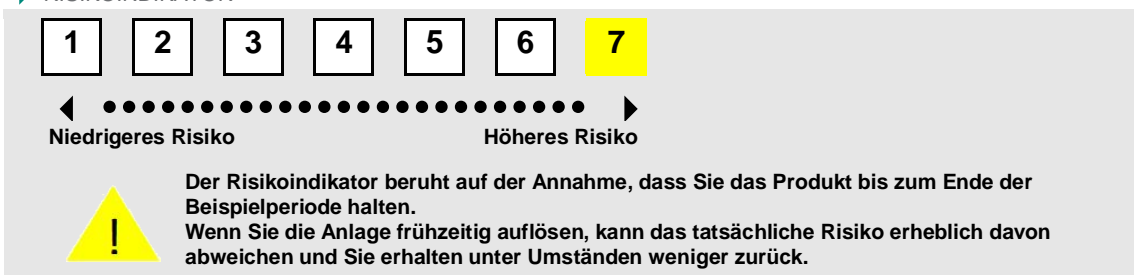 RISIKOINDIKATOR
1 2 3 4 5 6 7
Niedrigeres Risiko Höheres Risiko
! Der Risikoindikator beruht auf der Annahme, dass Sie das Produkt bis zum Ende der
Beispielperiode halten.
Wenn Sie die Anlage frühzeitig auflösen, kann das tatsächliche Risiko erheblich davon
abweichen und Sie erhalten unter Umständen weniger zurück.